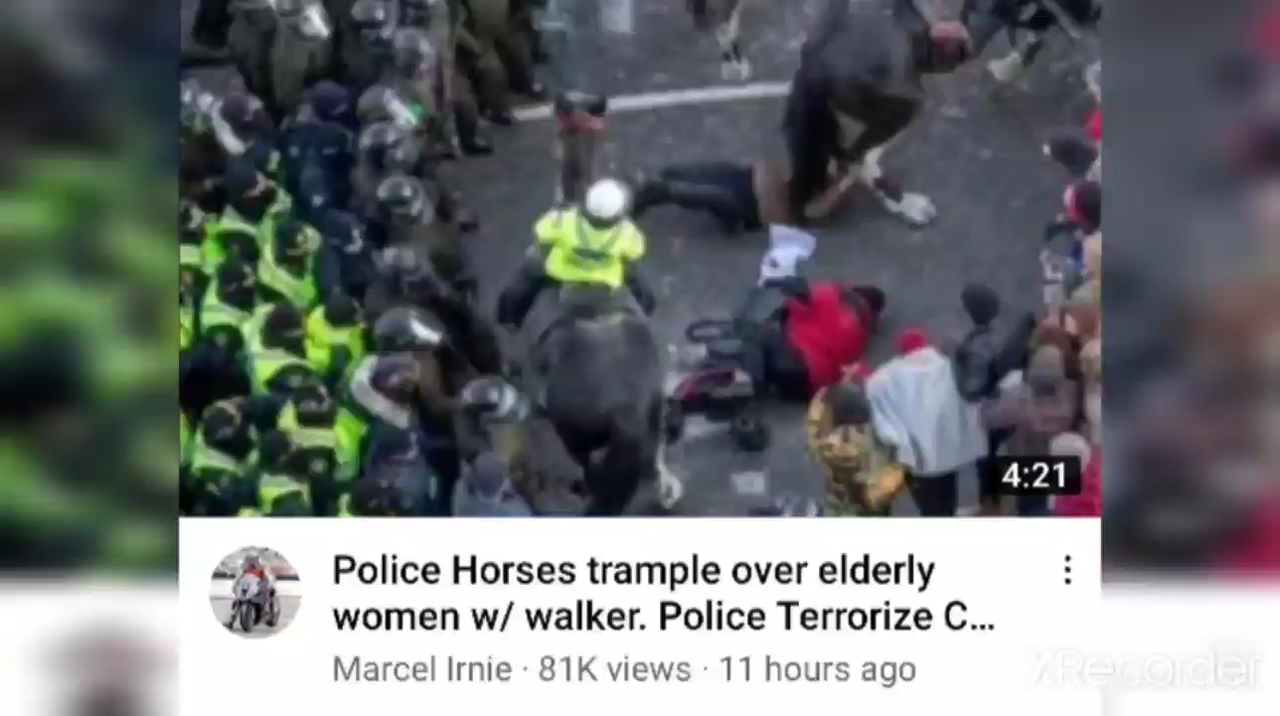 4:21
Police Horses trample over elderly
women w/ walker. Police Terrorize C...
Marcel Irnie · 81K views · 11 hours ago
XRecorder